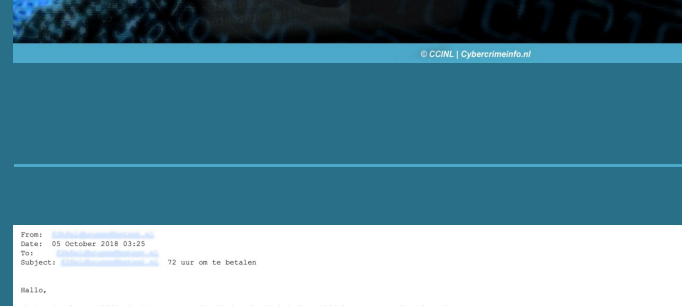 © CCINL | Cybercrimeinfo.nl
From:
Date: 05 October 2018 03:25
To:
Subject: 72 uur om te betalen
Hallo,